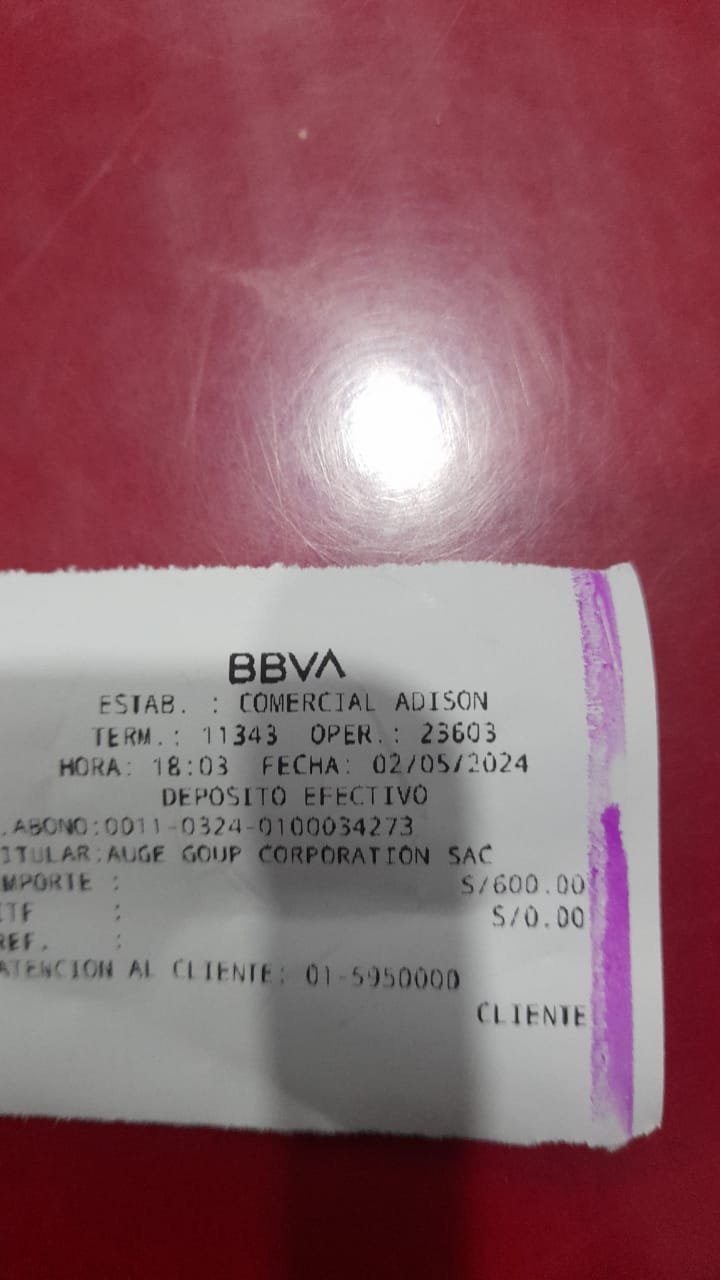 BBVA
ESTAB. : COMERCIAL ADISON
TERM.: 11343 OPER.: 23603
HORA: 18:03 FECHA: 02/05/2024
DEPOSITO EFECTIVO
.ABONO:0011-0324-0100034273
ITULAR:AUGE GOUP CORPORATION SAC
MPORTE : S/600.00
ITF : S/0.00
REF. :
ATENCION AL CLIENTE: 01-5950000
CLIENTE